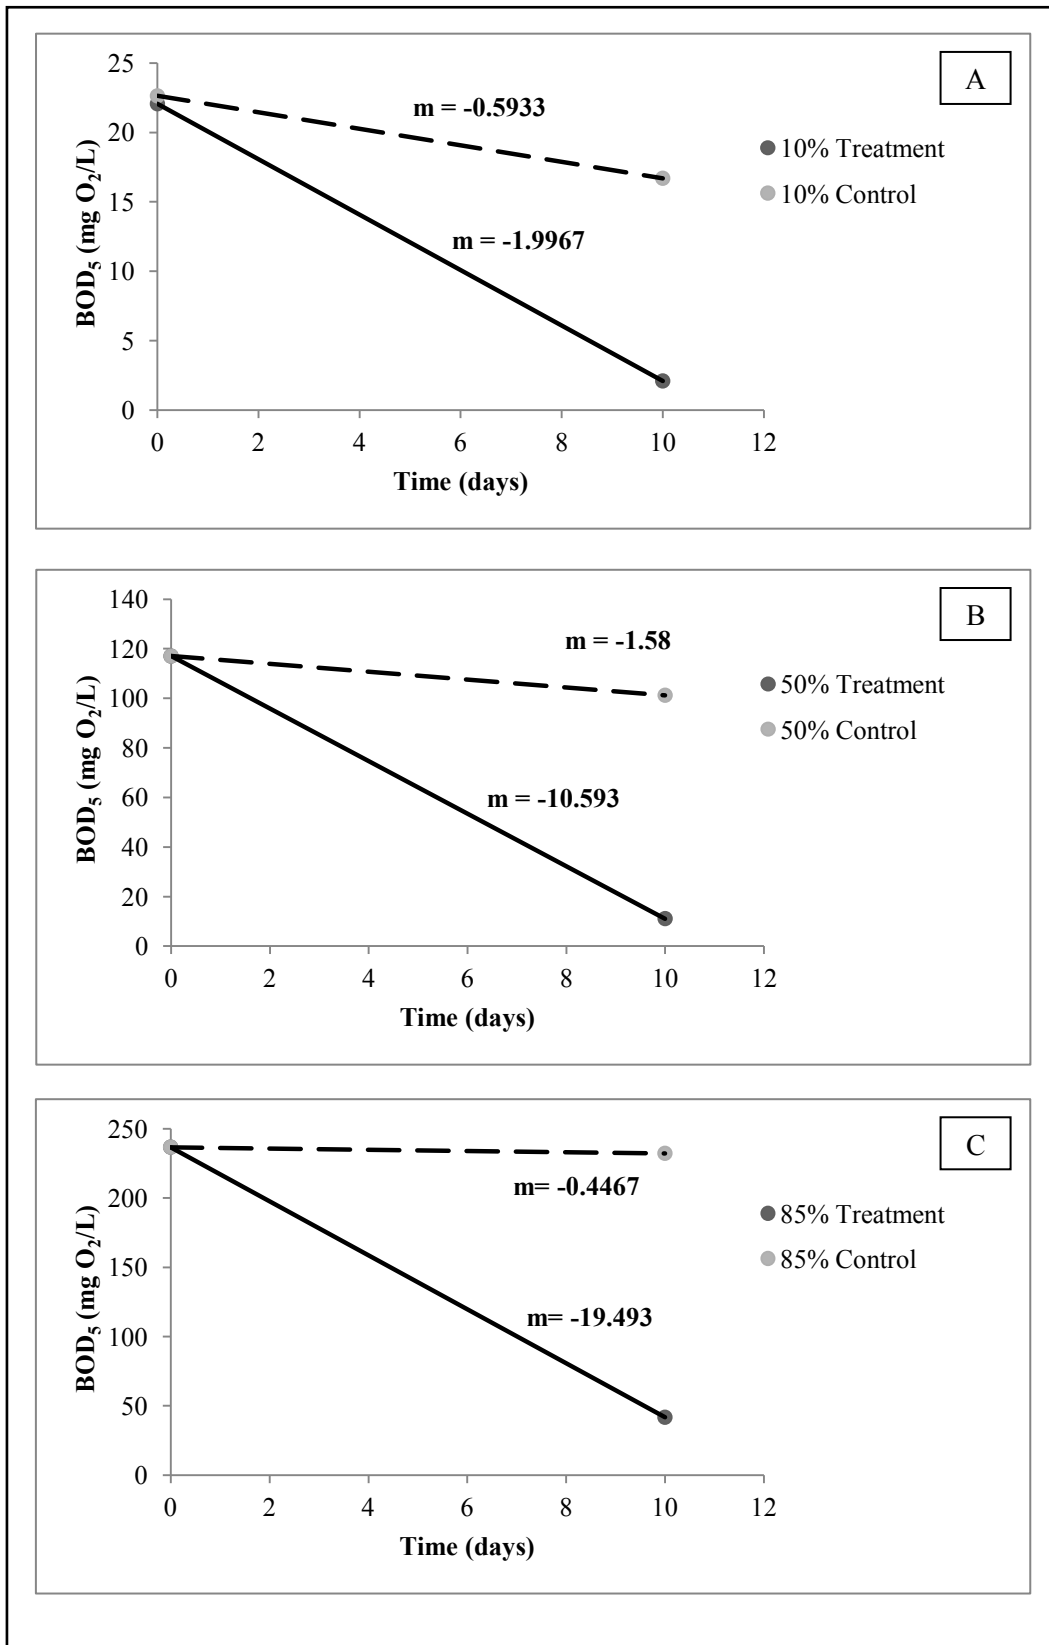 A
25
20
15
10
5
0
BOD₅ (mg O₂/L)
m = -0.5933
m = -1.9967
10% Treatment
10% Control
0 2 4 6 8 10 12
Time (days)
B
140
120
100
80
60
40
20
0
BOD₅ (mg O₂/L)
m = -1.58
m = -10.593
50% Treatment
50% Control
0 2 4 6 8 10 12
Time (days)
C
250
200
150
100
50
0
BOD₅ (mg O₂/L)
m= -0.4467
m= -19.493
85% Treatment
85% Control
0 2 4 6 8 10 12
Time (days)